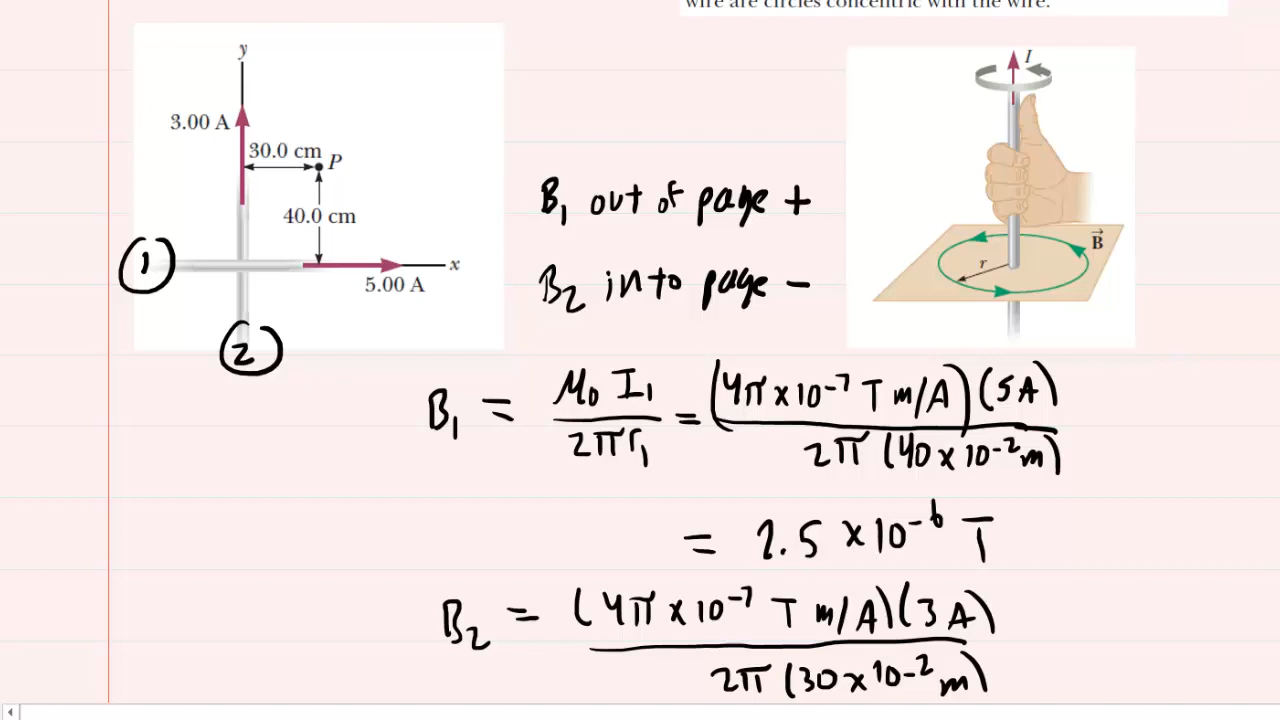 wire are circles concentric with the wire.
y
3.00 A
30.0 cm
P
40.0 cm
x
5.00 A
1
2
I
r
B⃗
B₁ out of page +
B₂ into page −
B₁ = μ₀ I₁ / 2πr₁ = (4π × 10⁻⁷ T m/A)(5A) / 2π (40 × 10⁻² m)
= 2.5 × 10⁻⁶ T
B₂ = (4π × 10⁻⁷ T m/A)(3 A) / 2π (30 × 10⁻² m)